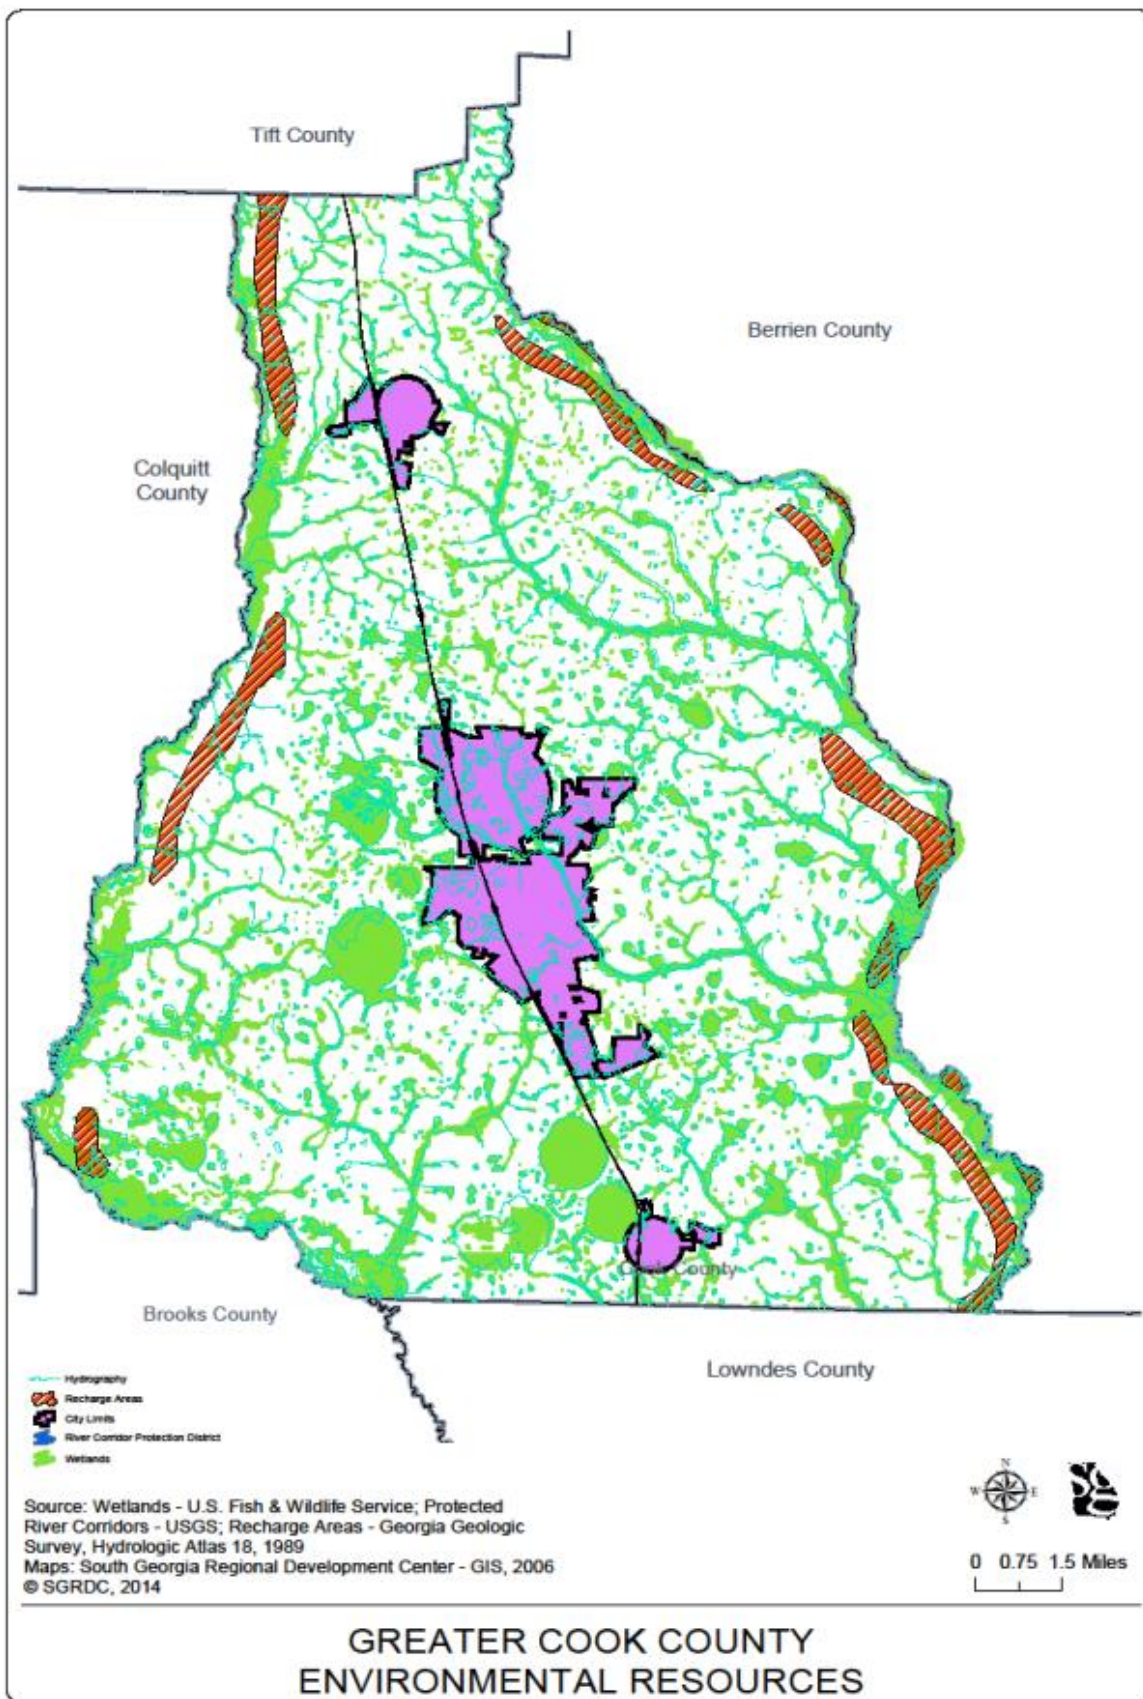 Tift County
Berrien County
Colquitt
County
Cook County
Brooks County
Lowndes County
Hydrography
Recharge Areas
City Limits
River Corridor Protection District
Wetlands
N
W E
S
Source: Wetlands - U.S. Fish & Wildlife Service; Protected
River Corridors - USGS; Recharge Areas - Georgia Geologic
Survey, Hydrologic Atlas 18, 1989
Maps: South Georgia Regional Development Center - GIS, 2006
© SGRDC, 2014
0 0.75 1.5 Miles
GREATER COOK COUNTY
ENVIRONMENTAL RESOURCES